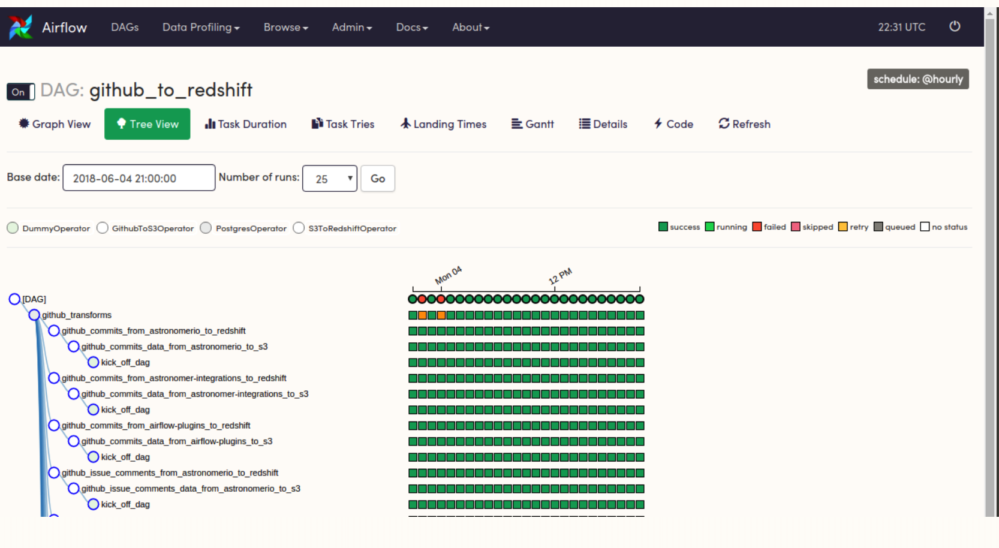 Airflow DAGs Data Profiling Browse Admin Docs About 22:31 UTC
schedule: @hourly
On DAG: github_to_redshift
Graph View Tree View Task Duration Task Tries Landing Times Gantt Details Code Refresh
Base date: 2018-06-04 21:00:00 Number of runs: 25 Go
DummyOperator GithubToS3Operator PostgresOperator S3ToRedshiftOperator success running failed skipped retry queued no status
Mon 04 12 PM
[DAG]
github_transforms
github_commits_from_astronomerio_to_redshift
github_commits_data_from_astronomerio_to_s3
kick_off_dag
github_commits_from_astronomer-integrations_to_redshift
github_commits_data_from_astronomer-integrations_to_s3
kick_off_dag
github_commits_from_airflow-plugins_to_redshift
github_commits_data_from_airflow-plugins_to_s3
kick_off_dag
github_issue_comments_from_astronomerio_to_redshift
github_issue_comments_data_from_astronomerio_to_s3
kick_off_dag